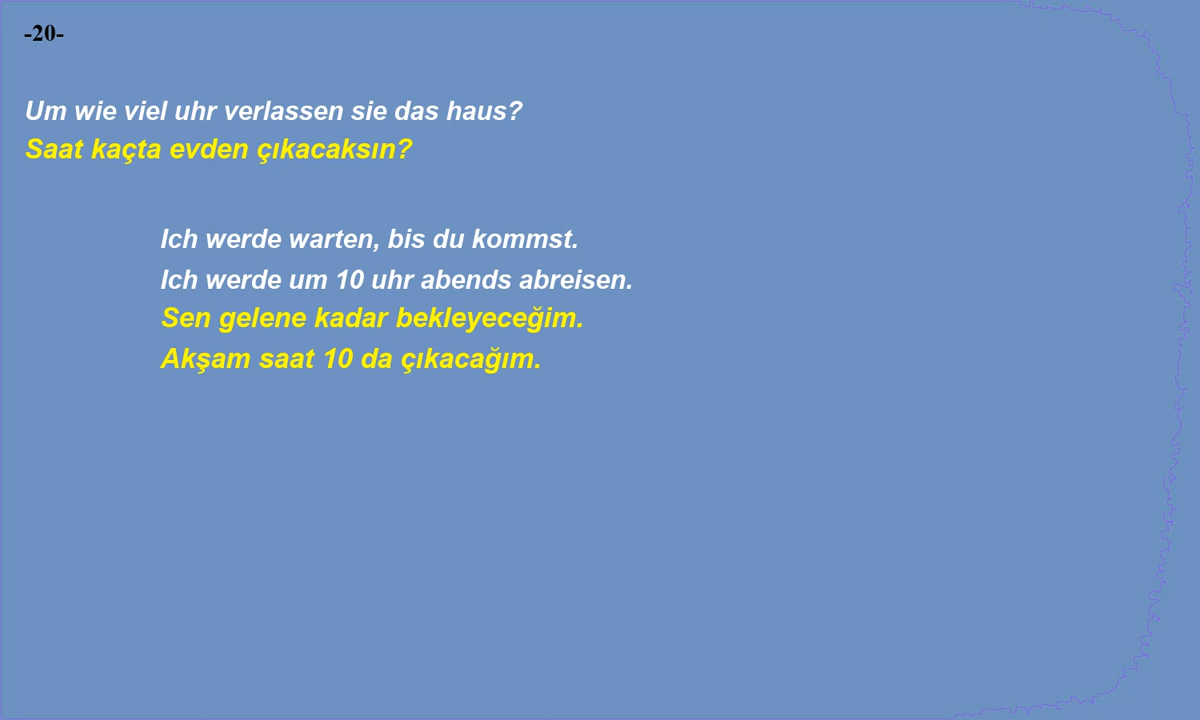 -20-
Um wie viel uhr verlassen sie das haus?
Saat kaçta evden çıkacaksın?
Ich werde warten, bis du kommst.
Ich werde um 10 uhr abends abreisen.
Sen gelene kadar bekleyeceğim.
Akşam saat 10 da çıkacağım.